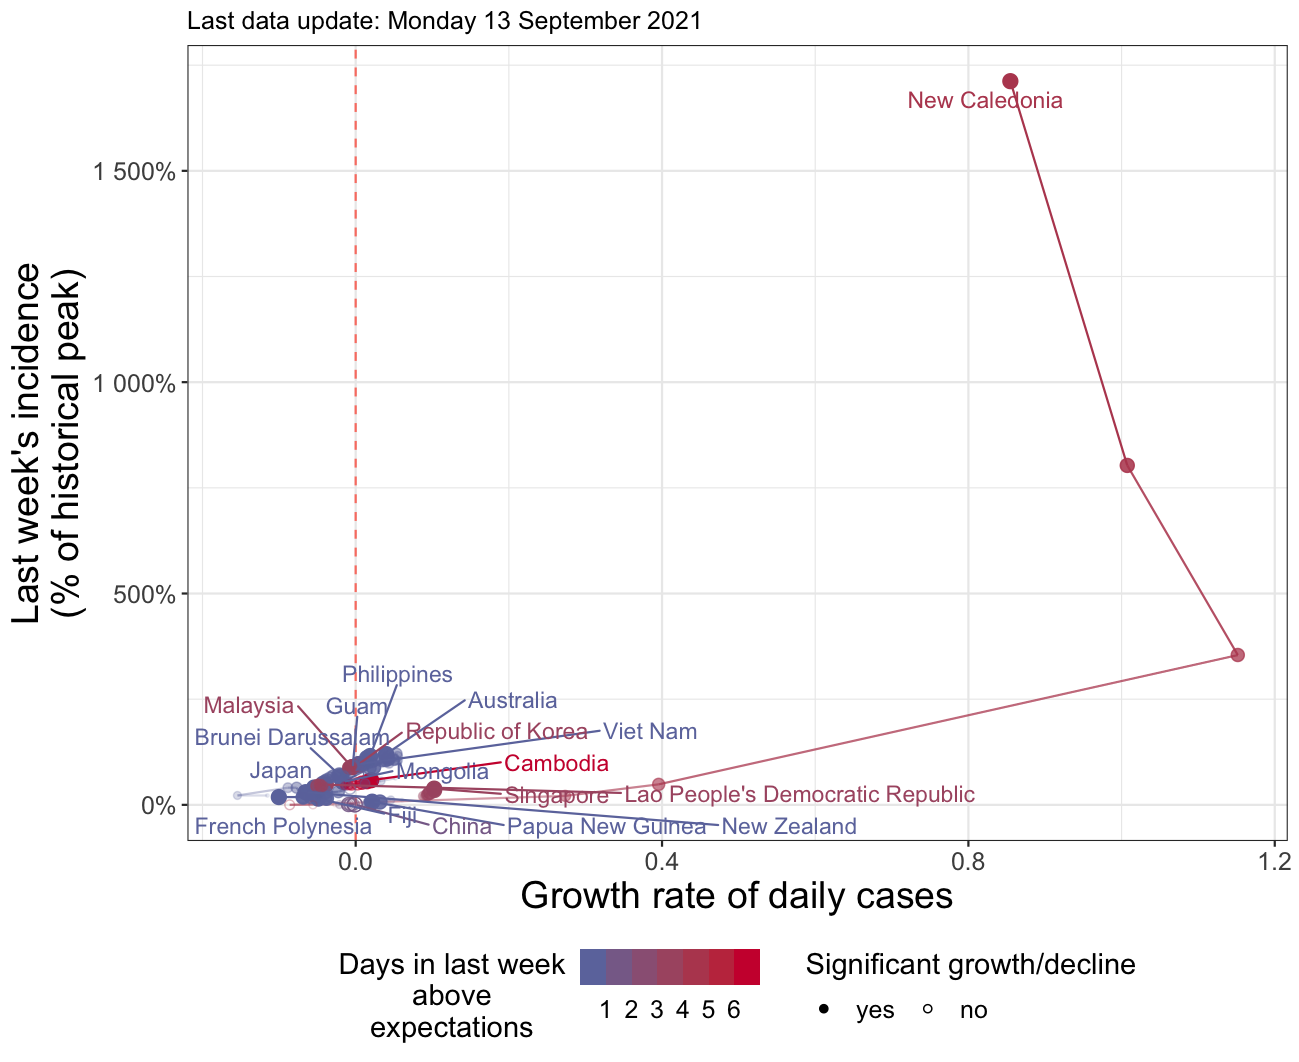 Last data update: Monday 13 September 2021
Last week's incidence
(% of historical peak)
1 500%
1 000%
500%
0%
New Caledonia
Philippines
Malaysia
Guam
Australia
Brunei Darussalam
Republic of Korea
Viet Nam
Japan
Mongolia
Cambodia
Singapore
Lao People's Democratic Republic
French Polynesia
Fiji
China
Papua New Guinea
New Zealand
0.0
0.4
0.8
1.2
Growth rate of daily cases
Days in last week
above
expectations
1 2 3 4 5 6
Significant growth/decline
yes
no